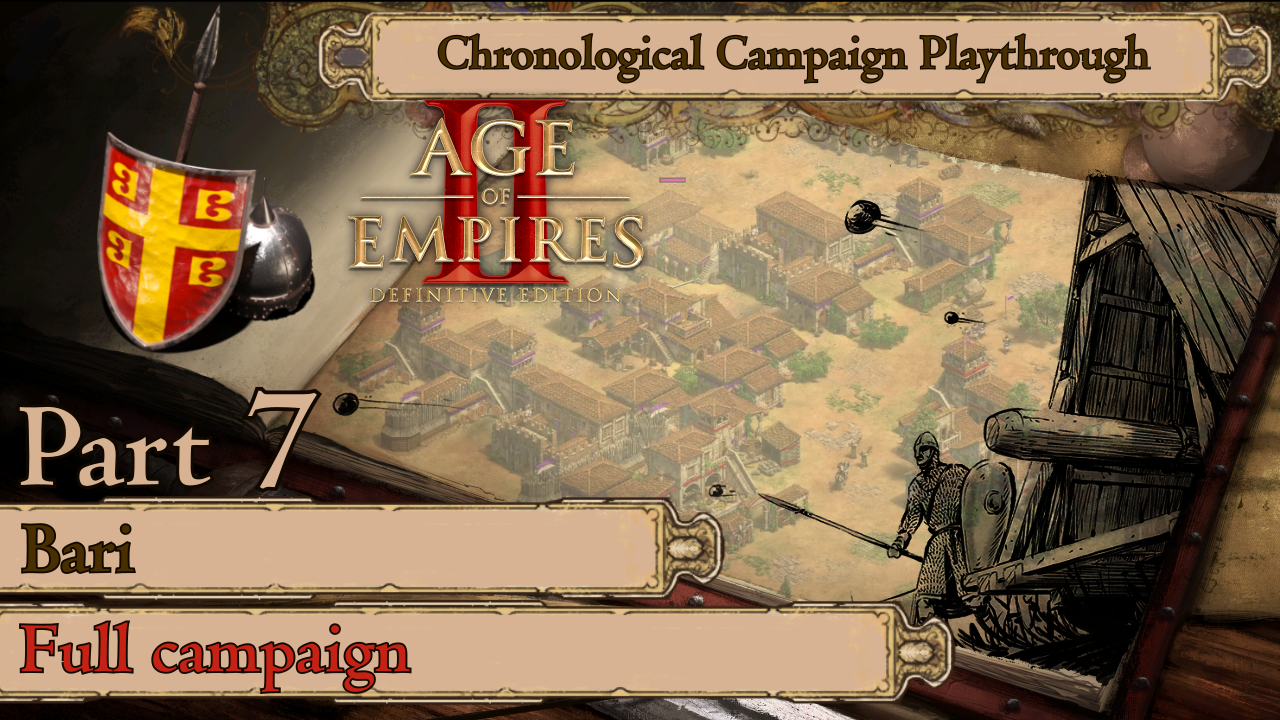 Chronological Campaign Playthrough
II
AGE
OF
EMPIRES
DEFINITIVE EDITION
Part 7
Bari
Full campaign